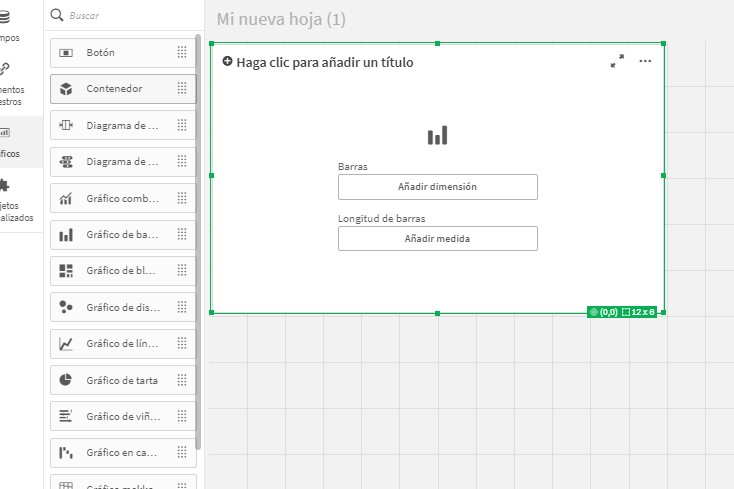 Buscar
Mi nueva hoja (1)
mpos
nentos
estros
ficos
jetos
alizados
Botón
Contenedor
Diagrama de ...
Diagrama de ...
Gráfico comb...
Gráfico de ba...
Gráfico de bl...
Gráfico de dis...
Gráfico de lín...
Gráfico de tarta
Gráfico de viñ...
Gráfico en ca...
Gráfico mekko
Haga clic para añadir un título
Barras
Añadir dimensión
Longitud de barras
Añadir medida
(0,0) 12 x 6